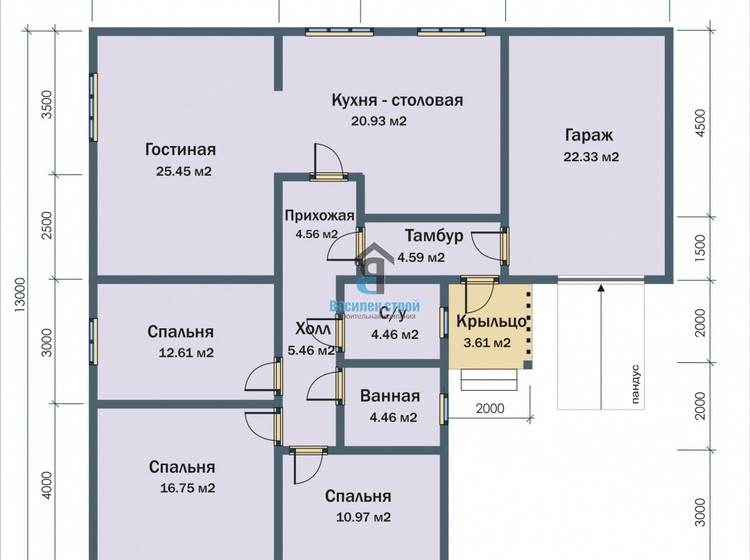 Кухня - столовая
20.93 м2
Гостиная
25.45 м2
Гараж
22.33 м2
3500
4500
13000
2500
Прихожая
4.56 м2
Тамбур
4.59 м2
1500
Василек строй
строительная компания
С/у
4.46 м2
Холл
5.46 м2
Крыльцо
3.61 м2
2000
Спальня
12.61 м2
3000
пандус
Ванная
4.46 м2
2000
2000
Спальня
16.75 м2
4000
Спальня
10.97 м2
3000